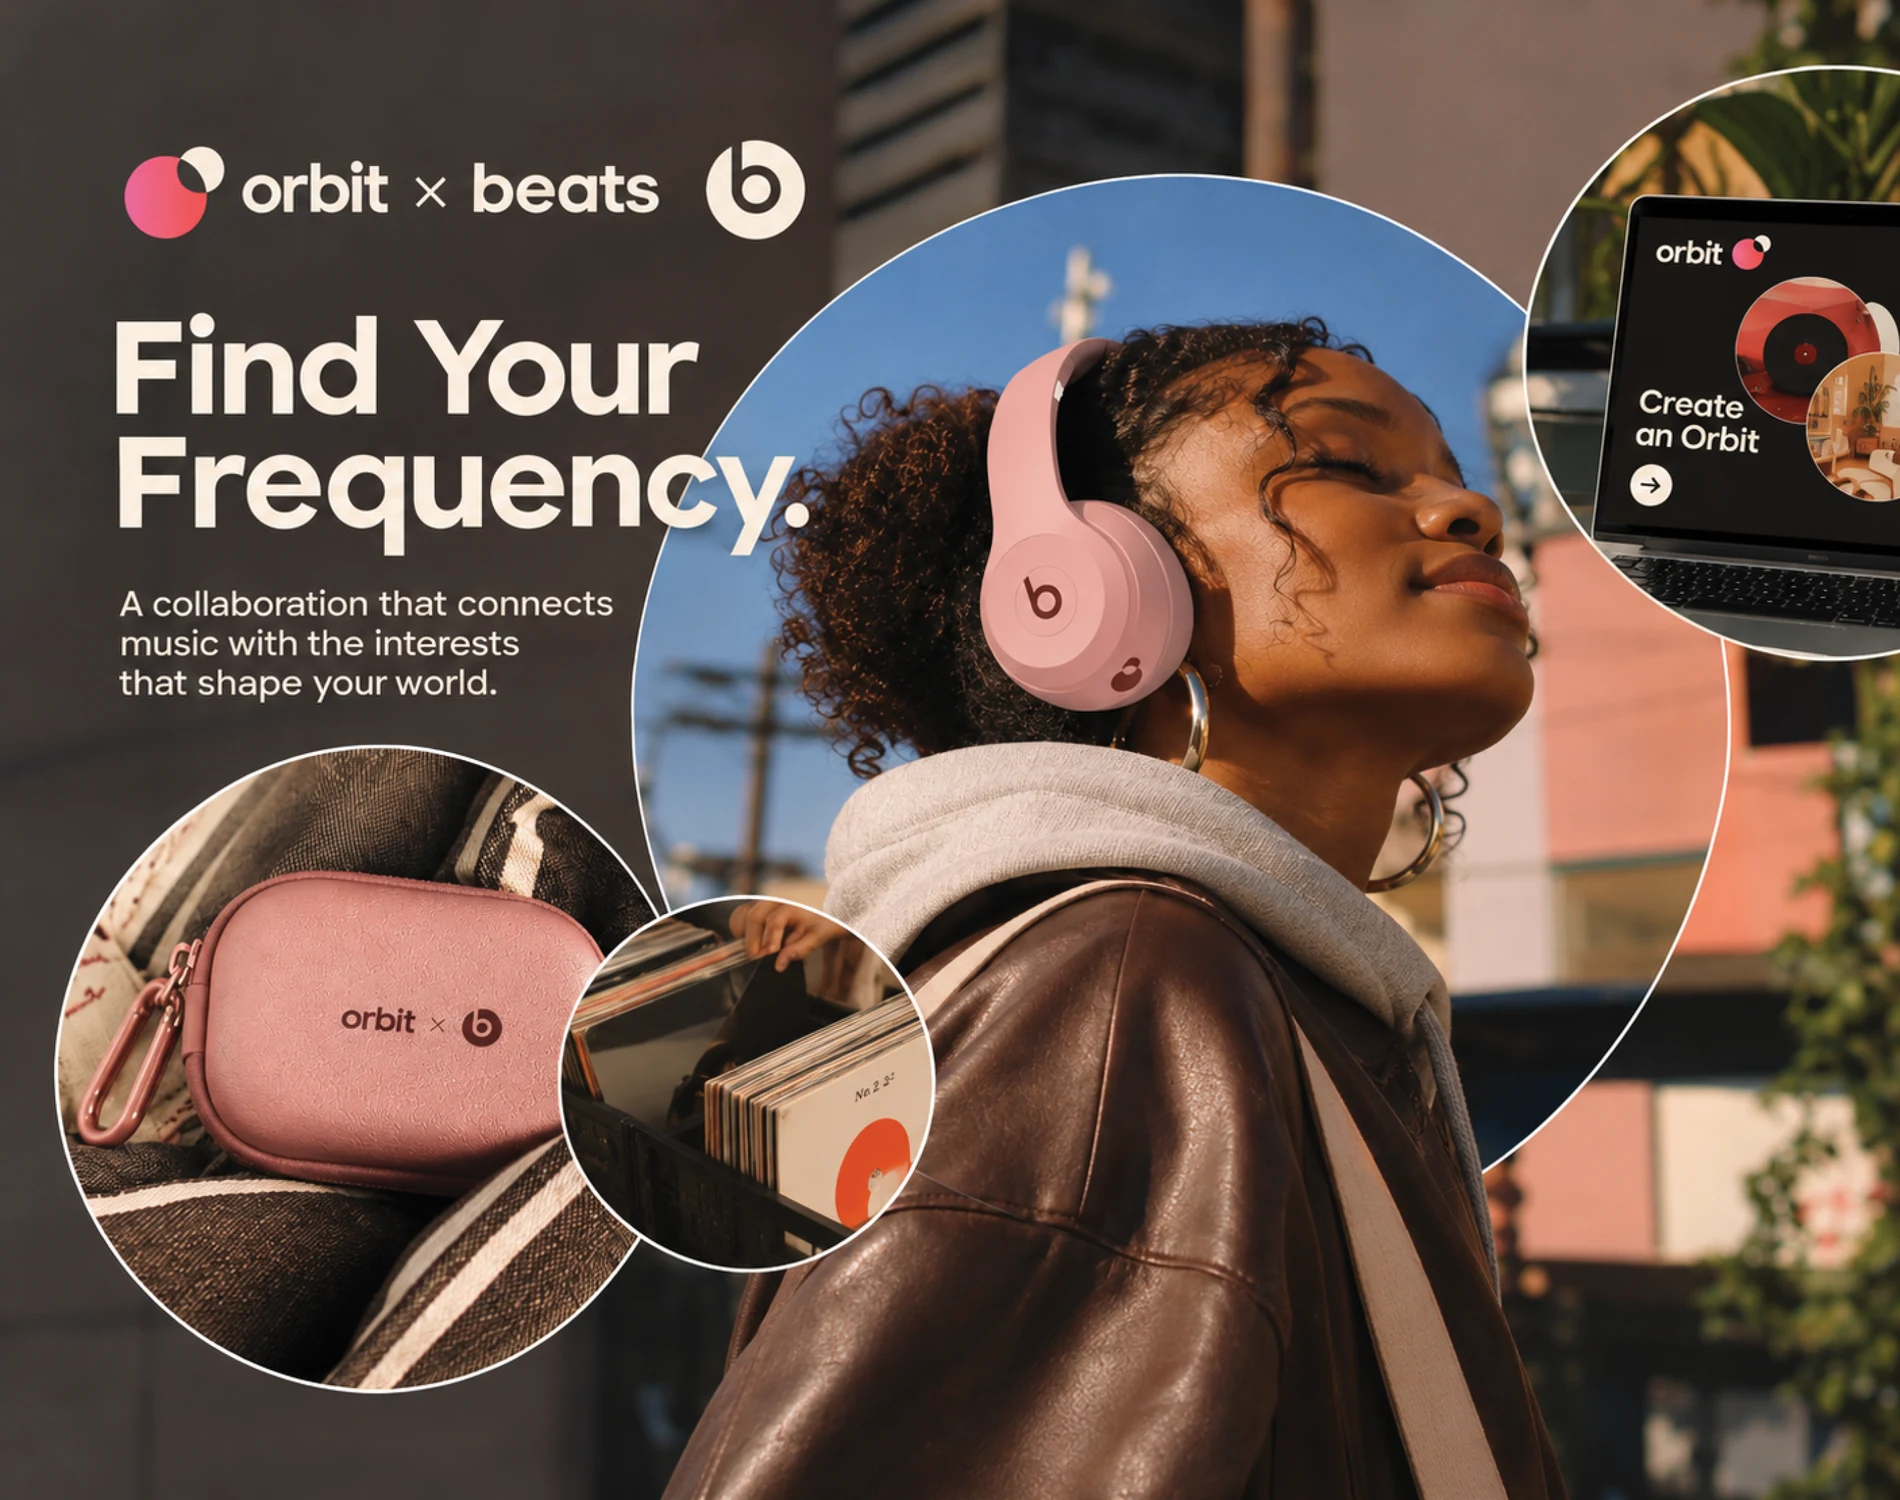 orbit × beats b
Find Your
Frequency.
A collaboration that connects
music with the interests
that shape your world.
orbit
Create
an Orbit
b
orbit × b
No. 2